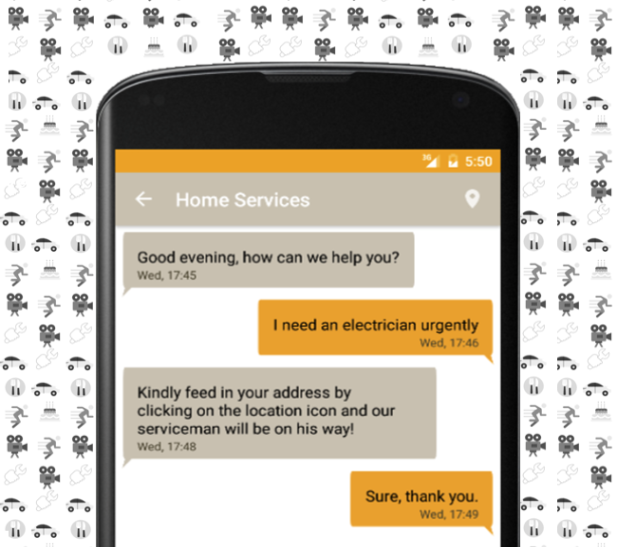 3G 5:50
Home Services
Good evening, how can we help you?
Wed, 17:45
I need an electrician urgently
Wed, 17:46
Kindly feed in your address by
clicking on the location icon and our
serviceman will be on his way!
Wed, 17:48
Sure, thank you.
Wed, 17:49